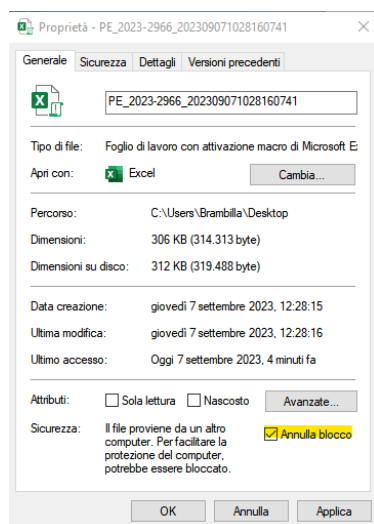 Proprietà - PE_2023-2966_202309071028160741
Generale Sicurezza Dettagli Versioni precedenti
PE_2023-2966_202309071028160741
Tipo di file: Foglio di lavoro con attivazione macro di Microsoft E
Apri con: Excel Cambia...
Percorso: C:\Users\Brambilla\Desktop
Dimensioni: 306 KB (314.313 byte)
Dimensioni su disco: 312 KB (319.488 byte)
Data creazione: giovedì 7 settembre 2023, 12:28:15
Ultima modifica: giovedì 7 settembre 2023, 12:28:16
Ultimo accesso: Oggi 7 settembre 2023, 4 minuti fa
Attributi: Sola lettura Nascosto Avanzate...
Sicurezza: Il file proviene da un altro
computer. Per facilitare la
protezione del computer,
potrebbe essere bloccato.
Annulla blocco
OK Annulla Applica